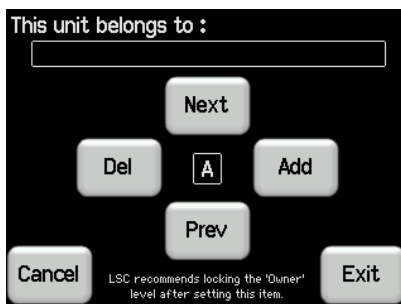 This unit belongs to :
Next
Del
A
Add
Prev
Cancel
LSC recommends locking the 'Owner'
level after setting this item.
Exit